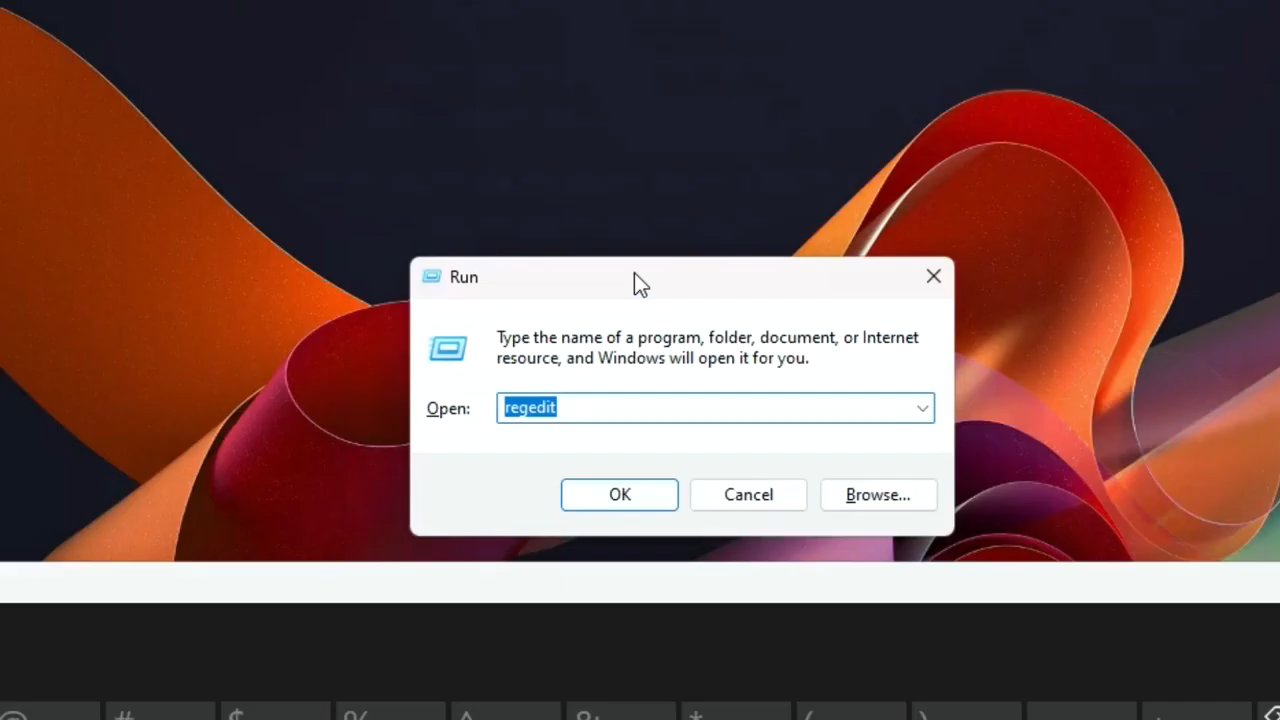 Run
Type the name of a program, folder, document, or Internet
resource, and Windows will open it for you.
Open:
regedit
OK
Cancel
Browse...
# $ % ^ * ( )